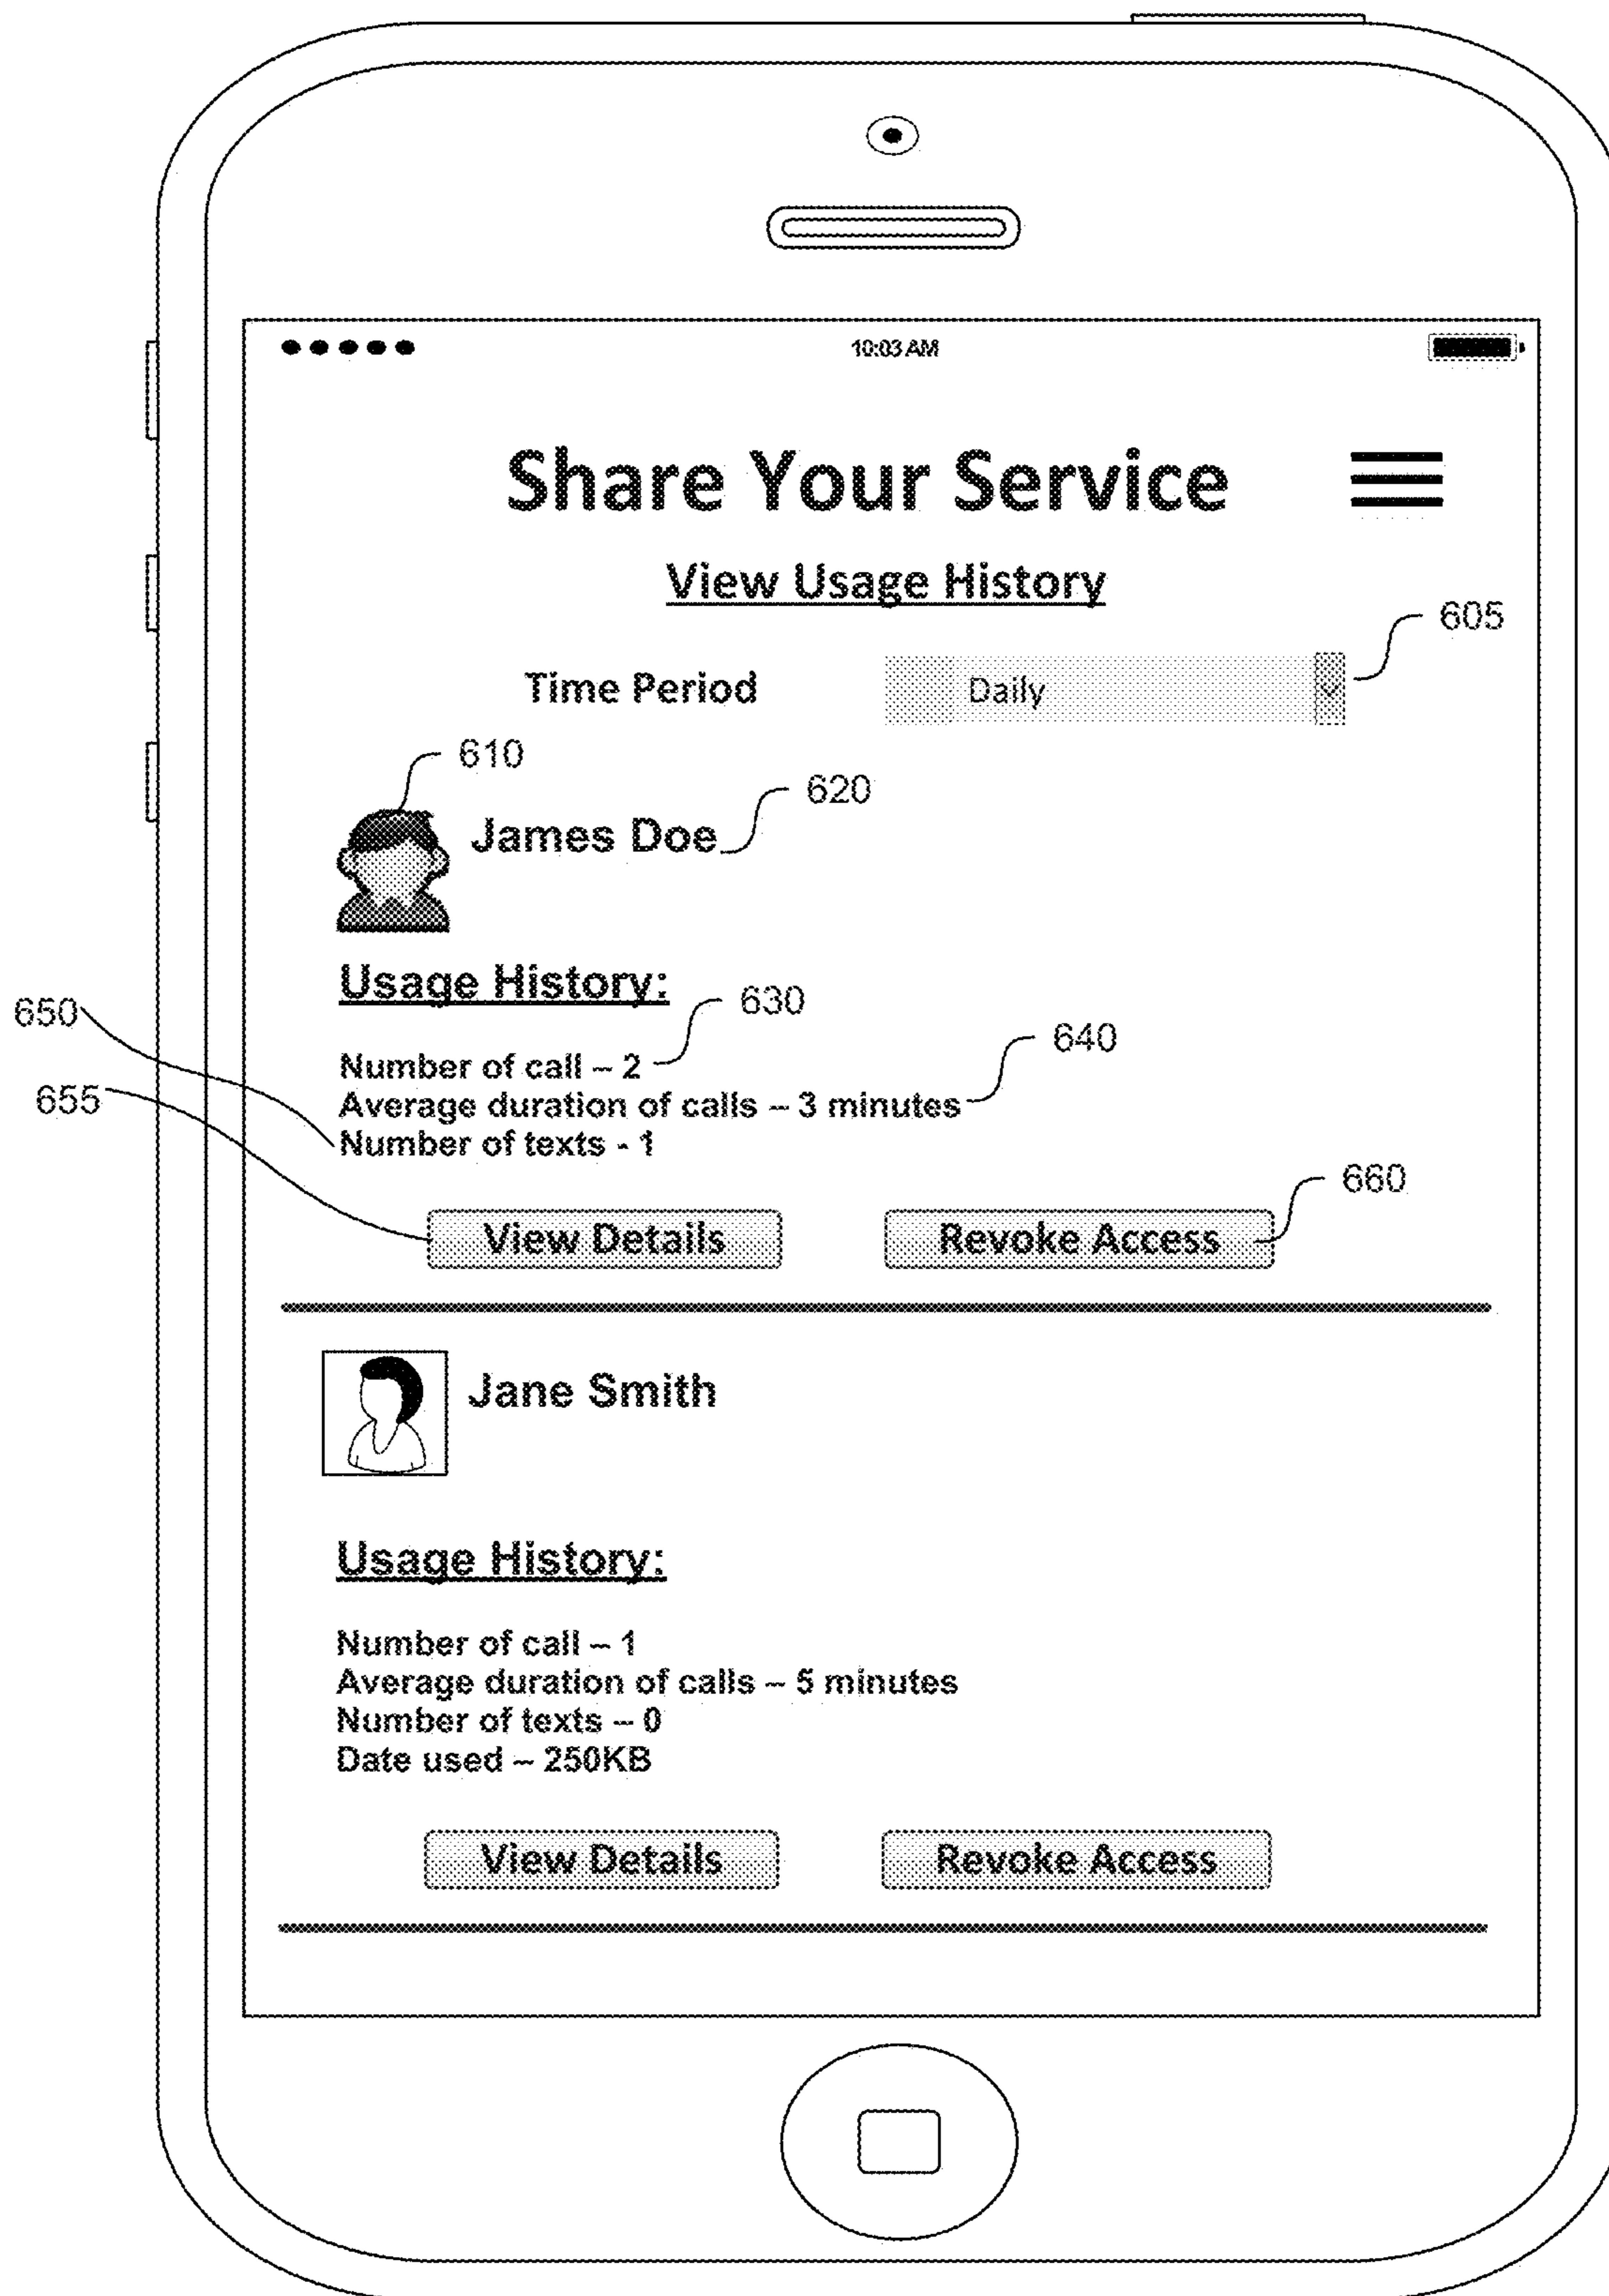 10:03 AM
Share Your Service
View Usage History
605
Time Period Daily
610
620
James Doe
Usage History:
650
630
640
Number of call – 2
655
Average duration of calls – 3 minutes
Number of texts - 1
660
View Details Revoke Access
Jane Smith
Usage History:
Number of call – 1
Average duration of calls – 5 minutes
Number of texts – 0
Date used – 250KB
View Details Revoke Access